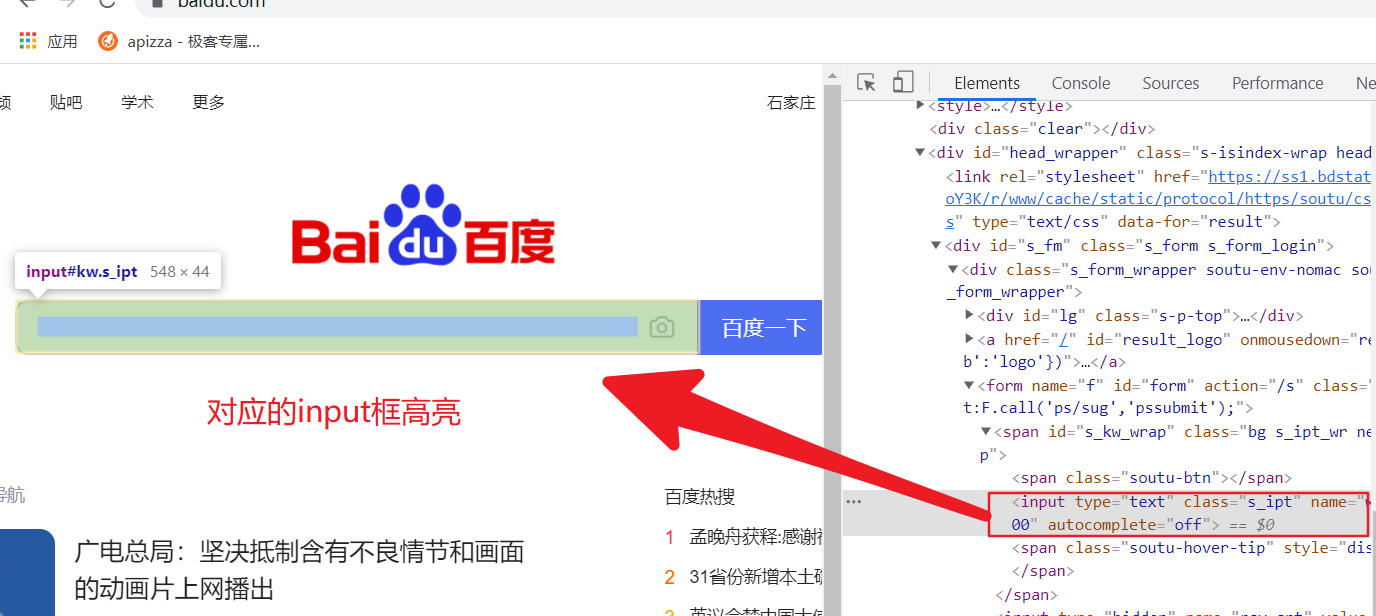 baidu.com
应用 apizza - 极客专属...
贴吧 学术 更多 石家庄
Bai du 百度
input#kw.s_ipt 548 × 44
百度一下
对应的input框高亮
导航
百度热搜
广电总局：坚决抵制含有不良情节和画面
的动画片上网播出
1 孟晚舟获释:感谢
2 31省份新增本土
3
Elements Console Sources Performance Ne
<style>…</style>
<div class="clear"></div>
<div id="head_wrapper" class="s-isindex-wrap head
<link rel="stylesheet" href="https://ss1.bdstat
oY3K/r/www/cache/static/protocol/https/soutu/cs
s" type="text/css" data-for="result">
<div id="s_fm" class="s_form s_form_login">
<div class="s_form_wrapper soutu-env-nomac sou
_form_wrapper">
<div id="lg" class="s-p-top">…</div>
<a href="/" id="result_logo" onmousedown="re
b':'logo'})">…</a>
<form name="f" id="form" action="/s" class="
t:F.call('ps/sug','pssubmit');">
<span id="s_kw_wrap" class="bg s_ipt_wr ne
p">
<span class="soutu-btn"></span>
<input type="text" class="s_ipt" name="
00" autocomplete="off"> == $0
<span class="soutu-hover-tip" style="dis
</span>
</span>